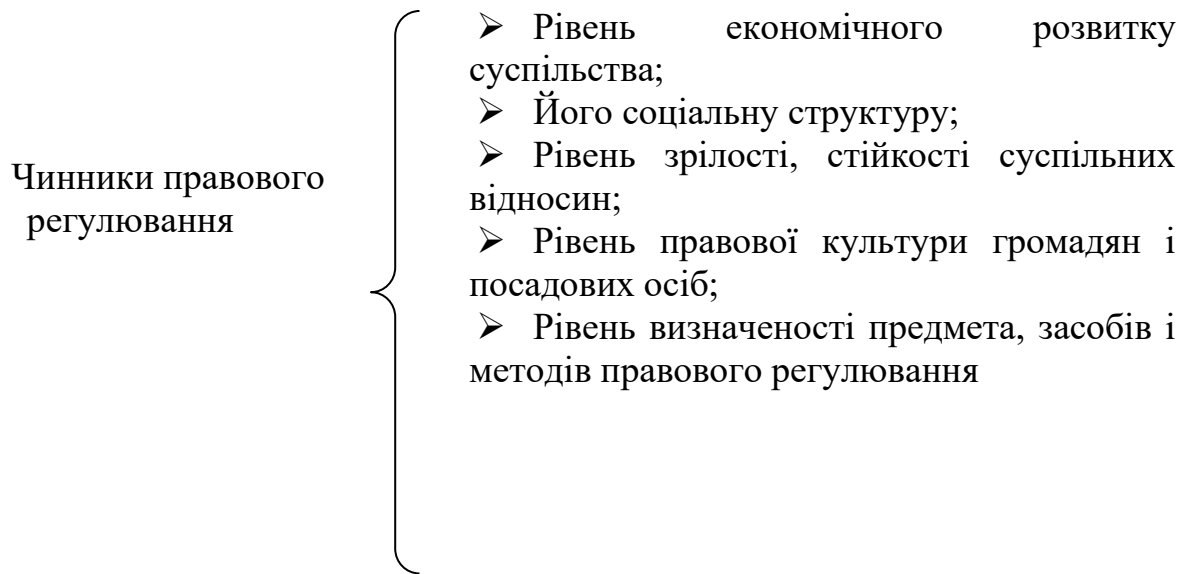 Чинники правового
регулювання
➢ Рівень економічного розвитку
суспільства;
➢ Його соціальну структуру;
➢ Рівень зрілості, стійкості суспільних
відносин;
➢ Рівень правової культури громадян і
посадових осіб;
➢ Рівень визначеності предмета, засобів і
методів правового регулювання